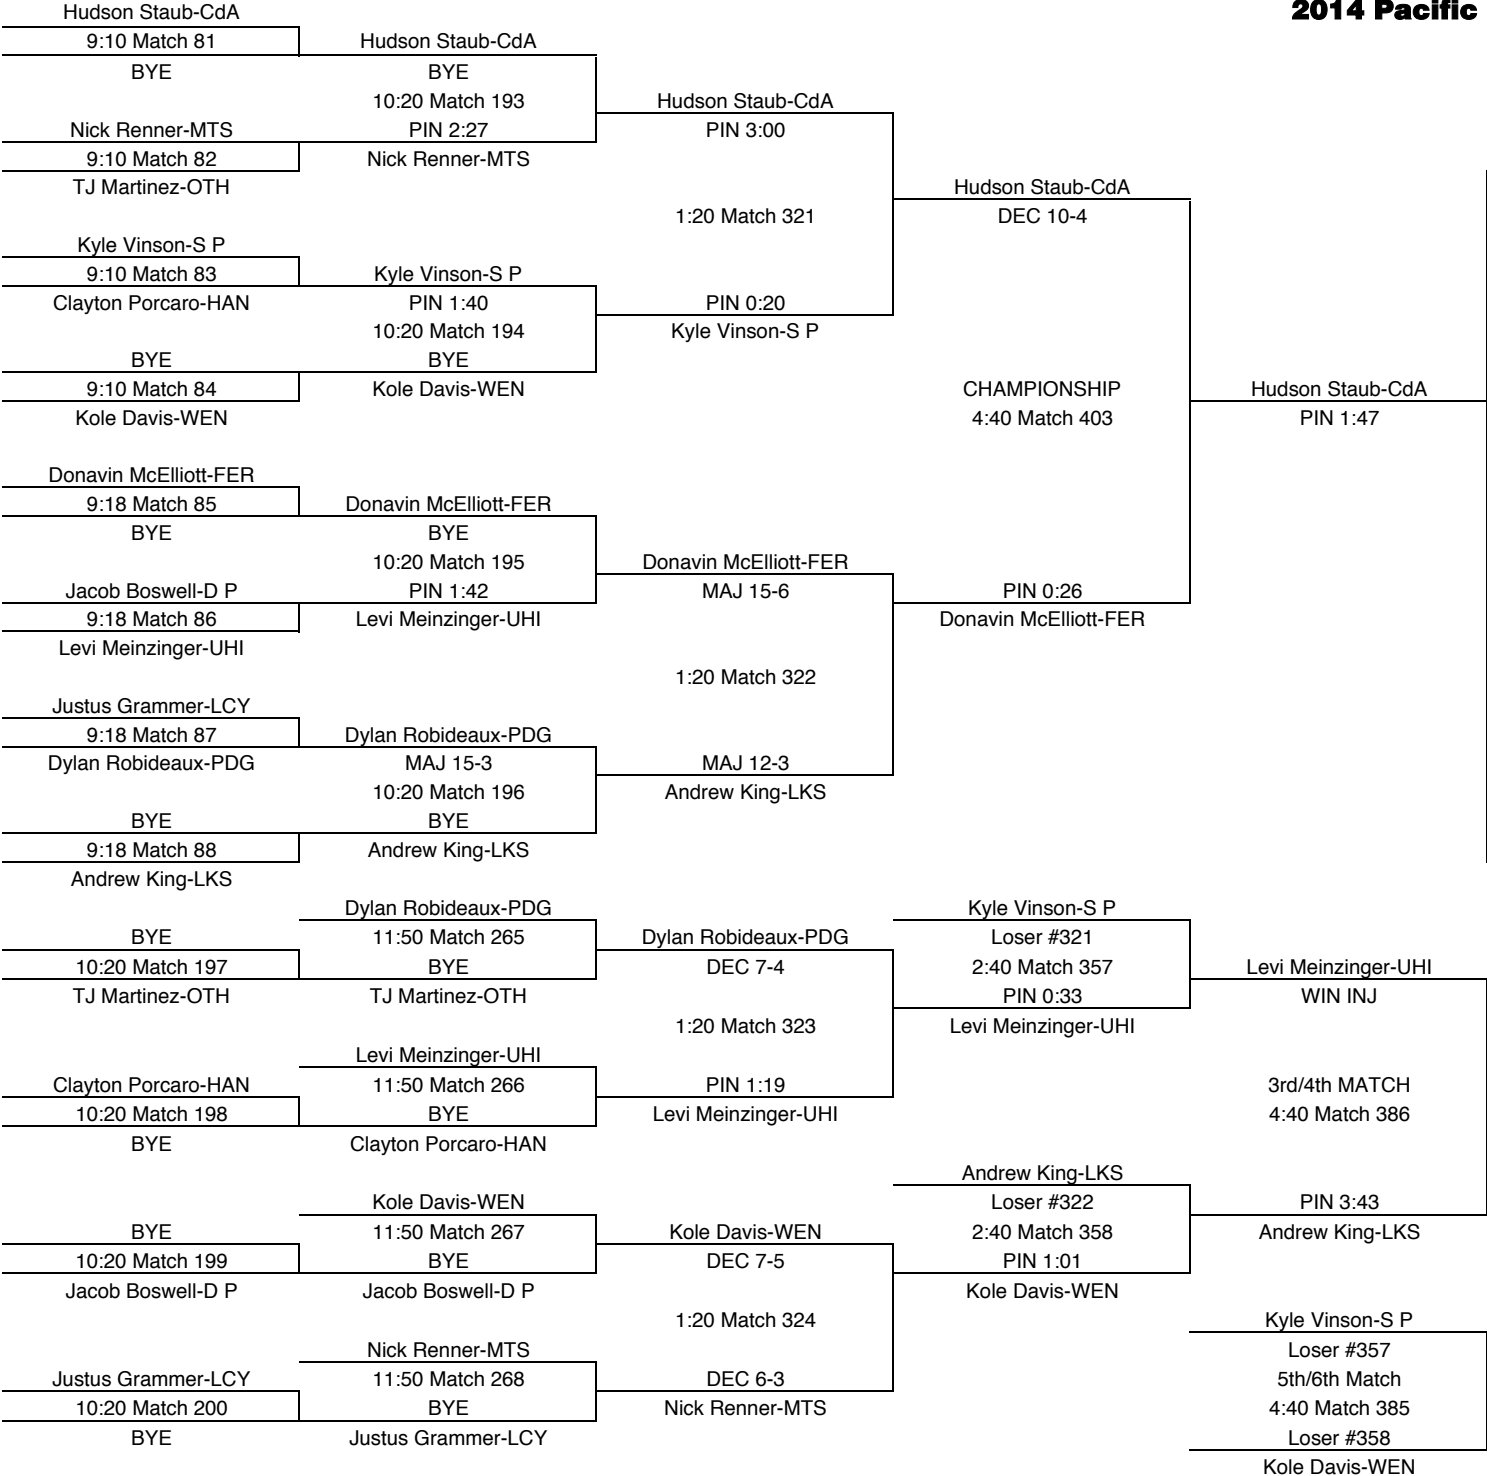 2014 Pacific
Hudson Staub-CdA
9:10 Match 81
BYE
Nick Renner-MTS
9:10 Match 82
TJ Martinez-OTH
Kyle Vinson-S P
9:10 Match 83
Clayton Porcaro-HAN
BYE
9:10 Match 84
Kole Davis-WEN
Donavin McElliott-FER
9:18 Match 85
BYE
Jacob Boswell-D P
9:18 Match 86
Levi Meinzinger-UHI
Justus Grammer-LCY
9:18 Match 87
Dylan Robideaux-PDG
BYE
9:18 Match 88
Andrew King-LKS
Hudson Staub-CdA
BYE
10:20 Match 193
PIN 2:27
Nick Renner-MTS
Kyle Vinson-S P
PIN 1:40
10:20 Match 194
BYE
Kole Davis-WEN
Donavin McElliott-FER
BYE
10:20 Match 195
PIN 1:42
Levi Meinzinger-UHI
Dylan Robideaux-PDG
MAJ 15-3
10:20 Match 196
BYE
Andrew King-LKS
Hudson Staub-CdA
PIN 3:00
1:20 Match 321
PIN 0:20
Kyle Vinson-S P
Donavin McElliott-FER
MAJ 15-6
1:20 Match 322
MAJ 12-3
Andrew King-LKS
Hudson Staub-CdA
DEC 10-4
CHAMPIONSHIP
4:40 Match 403
PIN 0:26
Donavin McElliott-FER
Hudson Staub-CdA
PIN 1:47
BYE
10:20 Match 197
TJ Martinez-OTH
Clayton Porcaro-HAN
10:20 Match 198
BYE
BYE
10:20 Match 199
Jacob Boswell-D P
Justus Grammer-LCY
10:20 Match 200
BYE
Dylan Robideaux-PDG
11:50 Match 265
BYE
TJ Martinez-OTH
Levi Meinzinger-UHI
11:50 Match 266
BYE
Clayton Porcaro-HAN
Kole Davis-WEN
11:50 Match 267
BYE
Jacob Boswell-D P
Nick Renner-MTS
11:50 Match 268
BYE
Justus Grammer-LCY
Dylan Robideaux-PDG
DEC 7-4
1:20 Match 323
PIN 1:19
Levi Meinzinger-UHI
Kole Davis-WEN
DEC 7-5
1:20 Match 324
DEC 6-3
Nick Renner-MTS
Kyle Vinson-S P
Loser #321
2:40 Match 357
PIN 0:33
Levi Meinzinger-UHI
Andrew King-LKS
Loser #322
2:40 Match 358
PIN 1:01
Kole Davis-WEN
Levi Meinzinger-UHI
WIN INJ
3rd/4th MATCH
4:40 Match 386
PIN 3:43
Andrew King-LKS
Kyle Vinson-S P
Loser #357
5th/6th Match
4:40 Match 385
Loser #358
Kole Davis-WEN